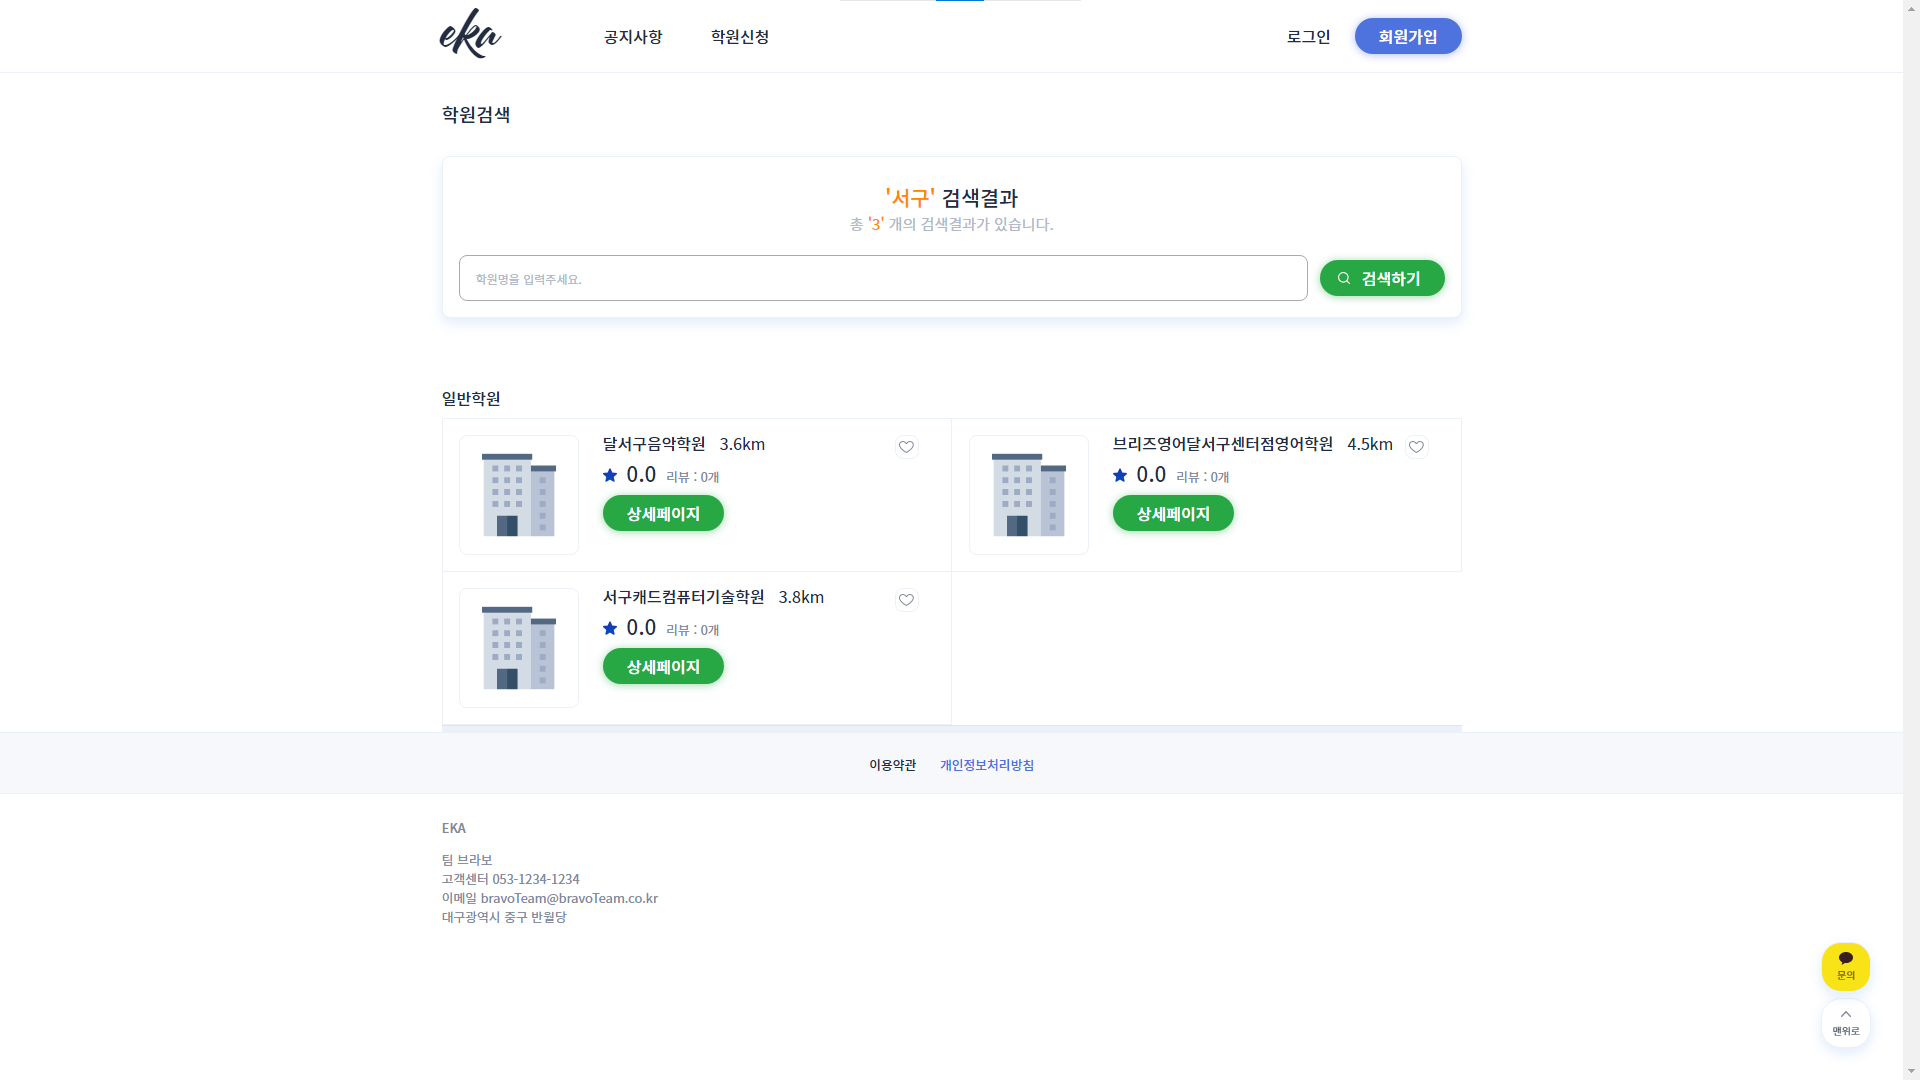 eka
공지사항
학원신청
로그인
회원가입
학원검색
'서구' 검색결과
총 '3' 개의 검색결과가 있습니다.
학원명을 입력주세요.
검색하기
일반학원
달서구음악학원 3.6km
0.0 리뷰 : 0개
상세페이지
브리즈영어달서구센터점영어학원 4.5km
0.0 리뷰 : 0개
상세페이지
서구캐드컴퓨터기술학원 3.8km
0.0 리뷰 : 0개
상세페이지
이용약관 개인정보처리방침
EKA
팀 브라보
고객센터 053-1234-1234
이메일 bravoTeam@bravoTeam.co.kr
대구광역시 중구 반월당
문의
맨위로